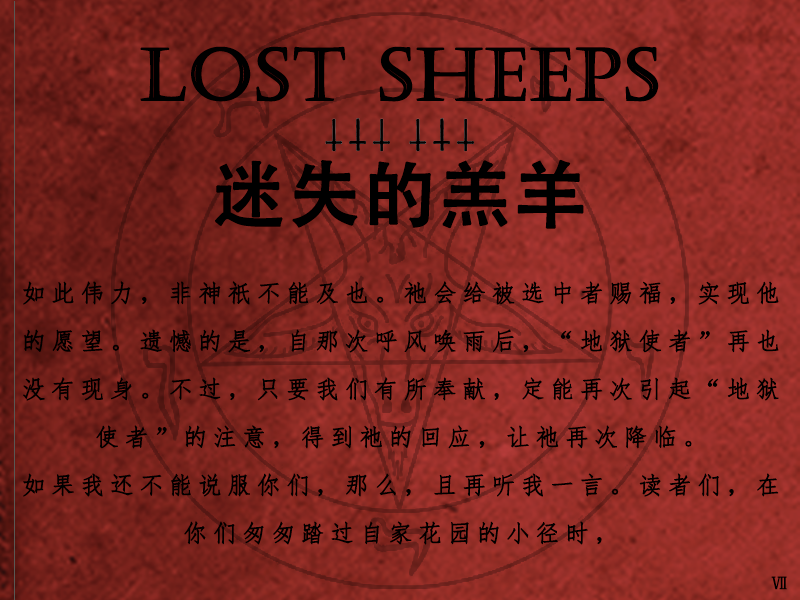 LOST SHEEPS
迷失的羔羊
如此伟力，非神祇不能及也。祂会给被选中者赐福，实现他
的愿望。遗憾的是，自那次呼风唤雨后，“地狱使者”再也
没有现身。不过，只要我们有所奉献，定能再次引起“地狱
使者”的注意，得到祂的回应，让祂再次降临。
如果我还不能说服你们，那么，且再听我一言。读者们，在
你们匆匆踏过自家花园的小径时，
VII